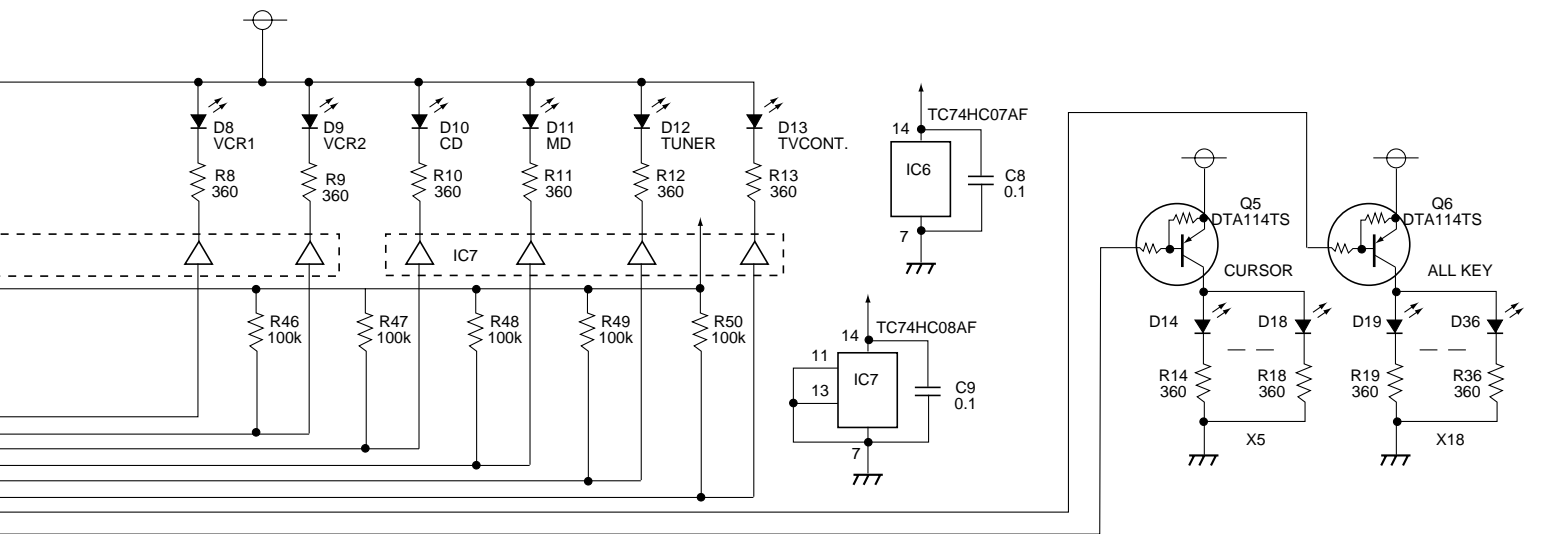 D8
VCR1
D9
VCR2
D10
CD
D11
MD
D12
TUNER
D13
TVCONT.
R8
360
R9
360
R10
360
R11
360
R12
360
R13
360
IC7
R46
100k
R47
100k
R48
100k
R49
100k
R50
100k
TC74HC07AF
14
IC6
C8
0.1
7
TC74HC08AF
14
11
13
IC7
C9
0.1
7
Q5
DTA114TS
CURSOR
D14
D18
R14
360
R18
360
X5
Q6
DTA114TS
ALL KEY
D19
D36
R19
360
R36
360
X18